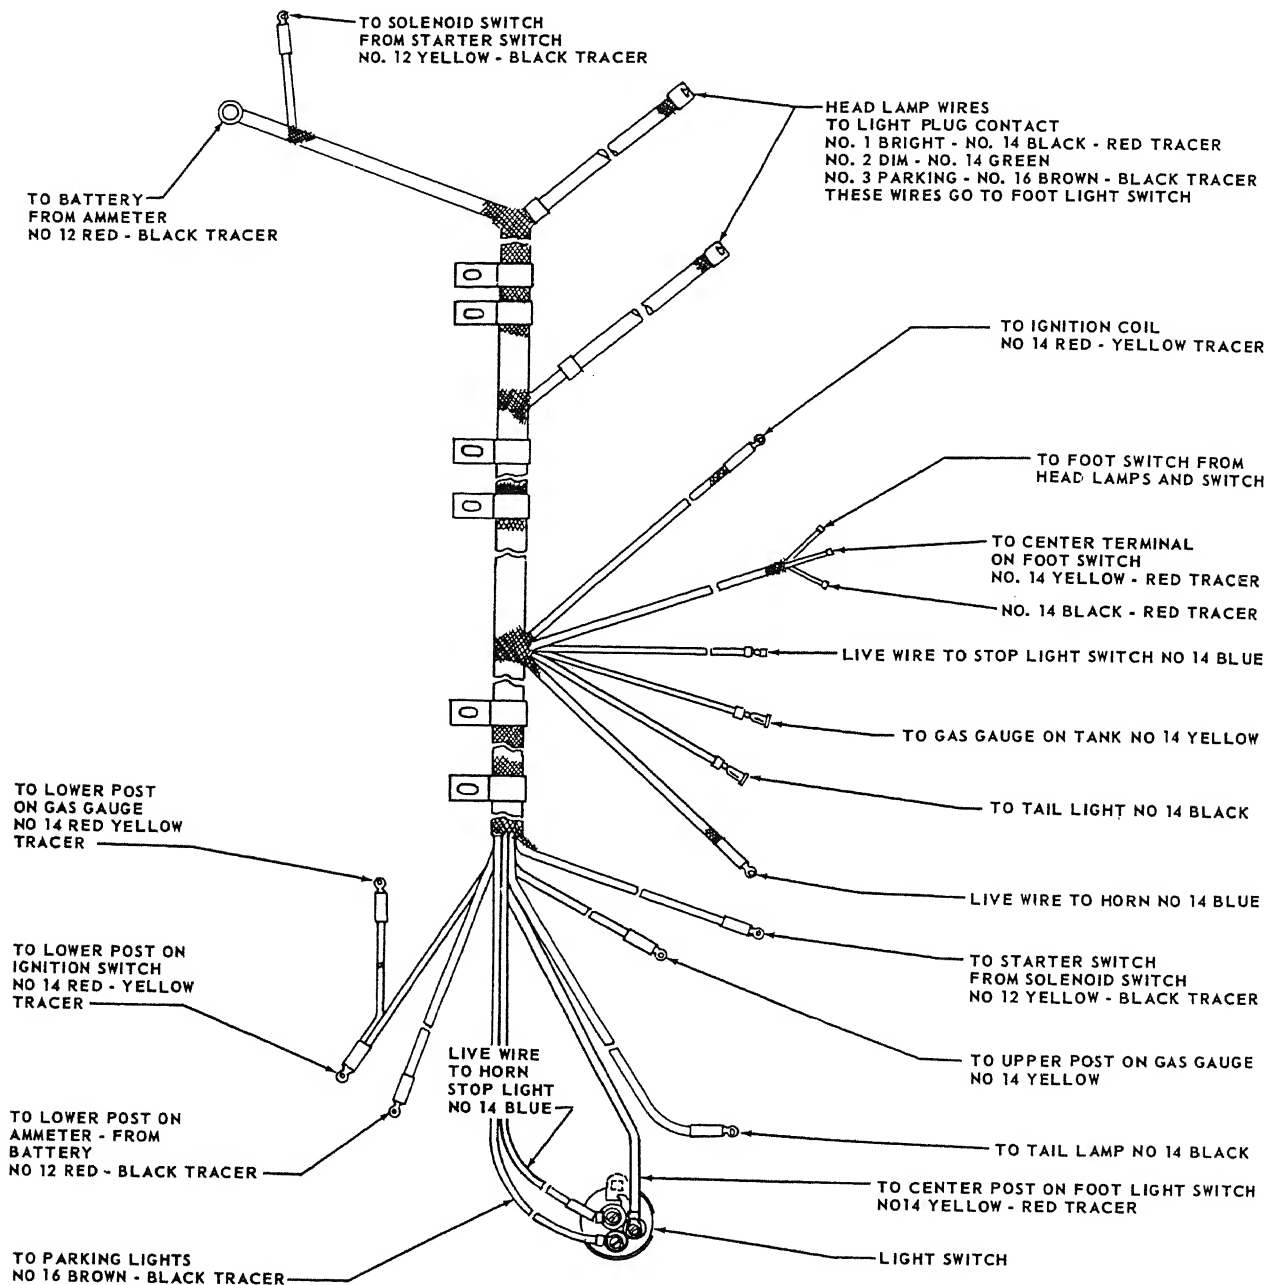 TO SOLENOID SWITCH
FROM STARTER SWITCH
NO. 12 YELLOW - BLACK TRACER
HEAD LAMP WIRES
TO LIGHT PLUG CONTACT
NO. 1 BRIGHT - NO. 14 BLACK - RED TRACER
NO. 2 DIM - NO. 14 GREEN
NO. 3 PARKING - NO. 16 BROWN - BLACK TRACER
THESE WIRES GO TO FOOT LIGHT SWITCH
TO BATTERY
FROM AMMETER
NO 12 RED - BLACK TRACER
TO IGNITION COIL
NO 14 RED - YELLOW TRACER
TO FOOT SWITCH FROM
HEAD LAMPS AND SWITCH
TO CENTER TERMINAL
ON FOOT SWITCH
NO. 14 YELLOW - RED TRACER
NO. 14 BLACK - RED TRACER
LIVE WIRE TO STOP LIGHT SWITCH NO 14 BLUE
TO GAS GAUGE ON TANK NO 14 YELLOW
TO TAIL LIGHT NO 14 BLACK
LIVE WIRE TO HORN NO 14 BLUE
TO LOWER POST
ON GAS GAUGE
NO 14 RED YELLOW
TRACER
TO LOWER POST ON
IGNITION SWITCH
NO 14 RED - YELLOW
TRACER
TO STARTER SWITCH
FROM SOLENOID SWITCH
NO 12 YELLOW - BLACK TRACER
TO UPPER POST ON GAS GAUGE
NO 14 YELLOW
LIVE WIRE
TO HORN
STOP LIGHT
NO 14 BLUE
TO LOWER POST ON
AMMETER - FROM
BATTERY
NO 12 RED - BLACK TRACER
TO TAIL LAMP NO 14 BLACK
TO CENTER POST ON FOOT LIGHT SWITCH
NO14 YELLOW - RED TRACER
LIGHT SWITCH
TO PARKING LIGHTS
NO 16 BROWN - BLACK TRACER